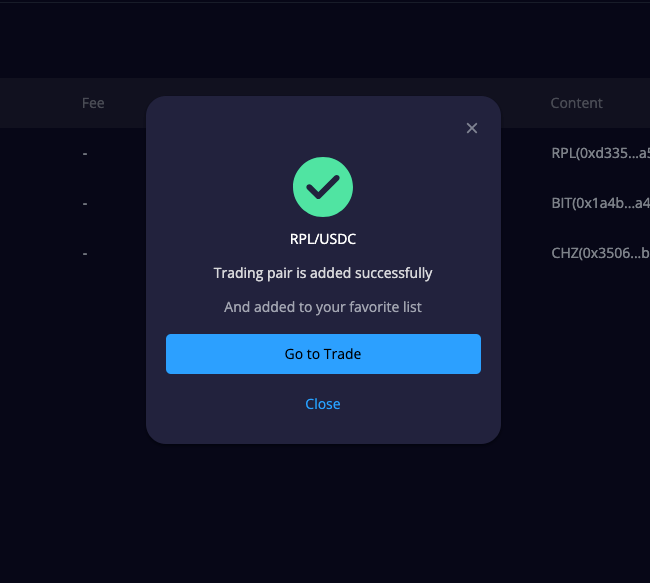 Fee
Content
-
RPL(0xd335...a5
-
BIT(0x1a4b...a4
-
CHZ(0x3506...b
RPL/USDC
Trading pair is added successfully
And added to your favorite list
Go to Trade
Close